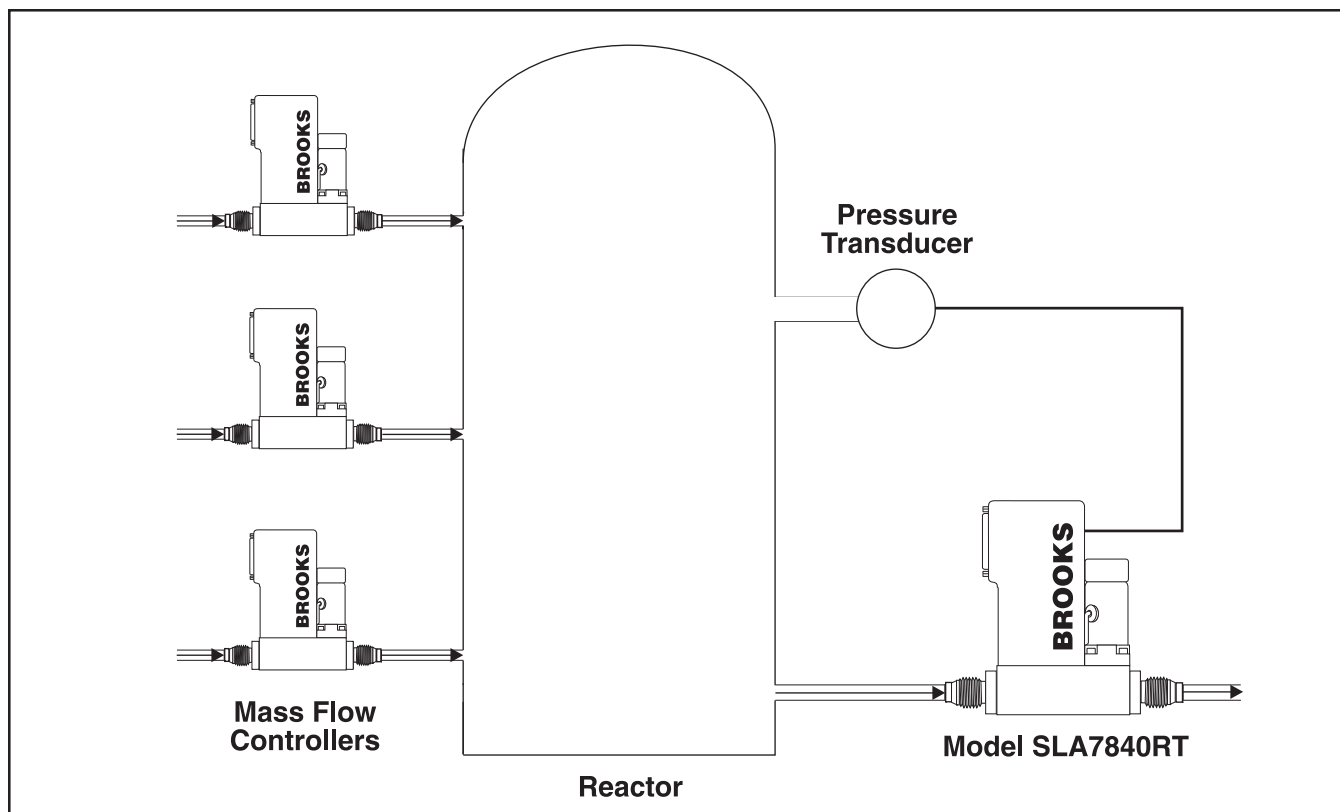 BROOKS
BROOKS
BROOKS
Mass Flow
Controllers
Reactor
Pressure
Transducer
BROOKS
Model SLA7840RT